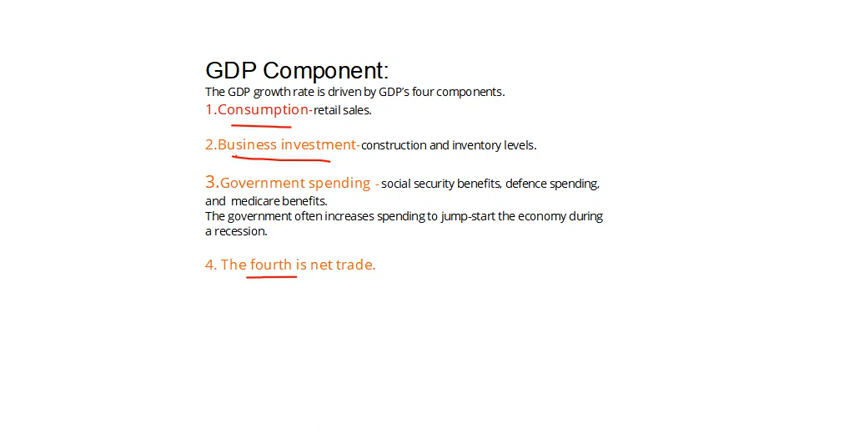 GDP Component:
The GDP growth rate is driven by GDP's four components.
1.Consumption-retail sales.
2.Business investment-construction and inventory levels.
3.Government spending - social security benefits, defence spending,
and medicare benefits.
The government often increases spending to jump-start the economy during
a recession.
4. The fourth is net trade.